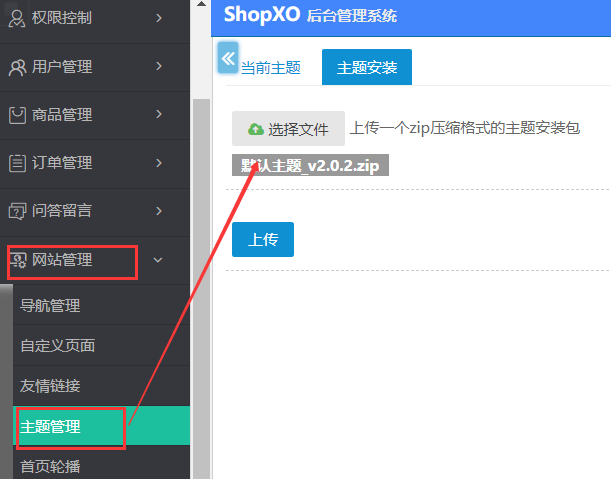 权限控制
用户管理
商品管理
订单管理
问答留言
网站管理
导航管理
自定义页面
友情链接
主题管理
首页轮播
ShopXO 后台管理系统
当前主题 主题安装
选择文件 上传一个zip压缩格式的主题安装包
默认主题_v2.0.2.zip
上传